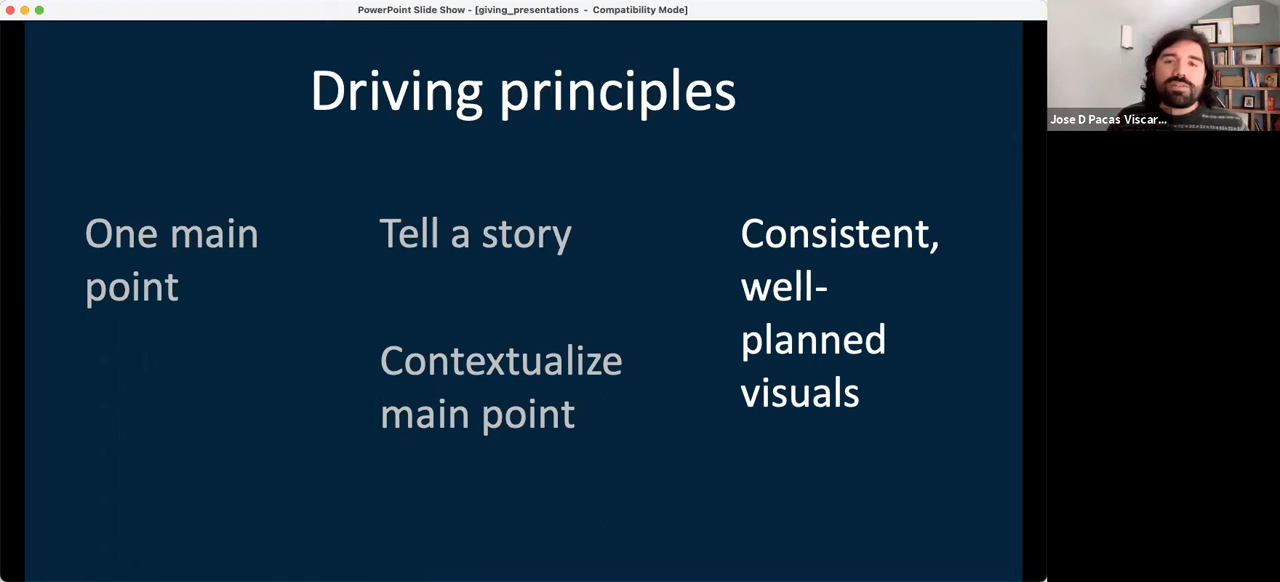 PowerPoint Slide Show - [giving_presentations - Compatibility Mode]
Driving principles
One main
point
Tell a story
Contextualize
main point
Consistent,
well-
planned
visuals
Jose D Pacas Viscar...